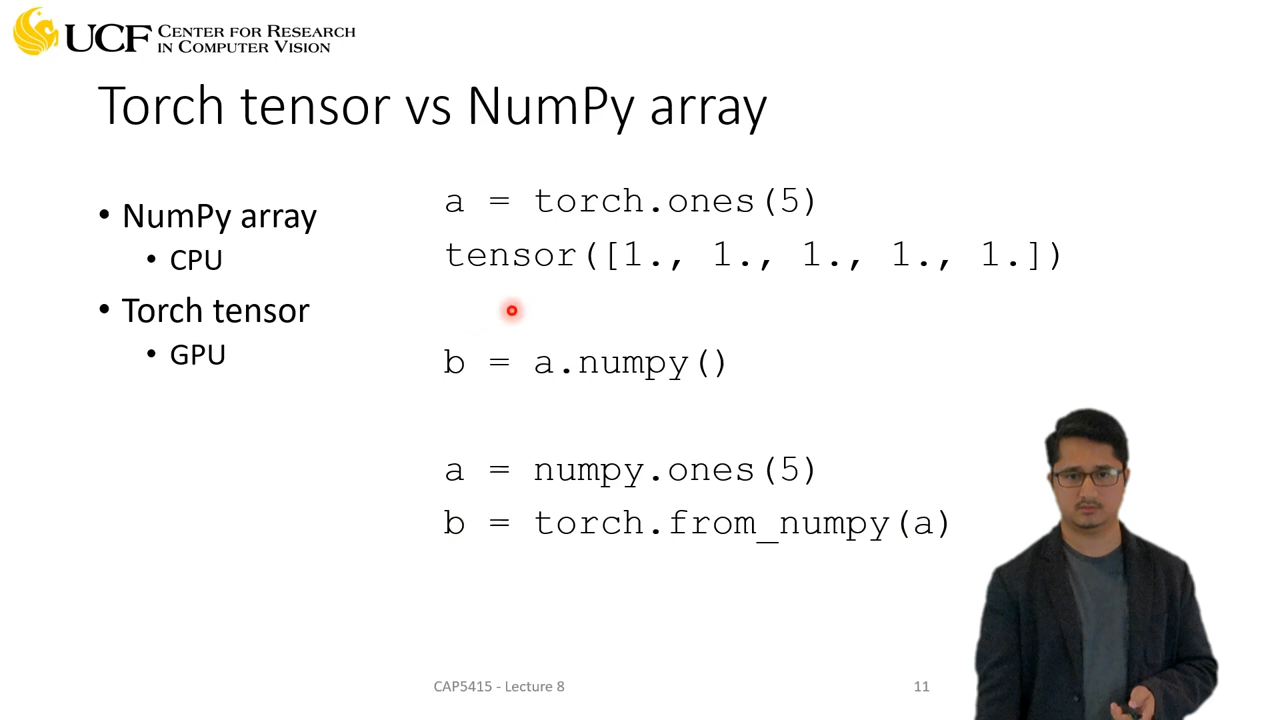 UCF CENTER FOR RESEARCH
IN COMPUTER VISION
Torch tensor vs NumPy array
• NumPy array
• CPU
• Torch tensor
• GPU
a = torch.ones(5)
tensor([1., 1., 1., 1., 1.])
b = a.numpy()
a = numpy.ones(5)
b = torch.from_numpy(a)
CAP5415 - Lecture 8
11